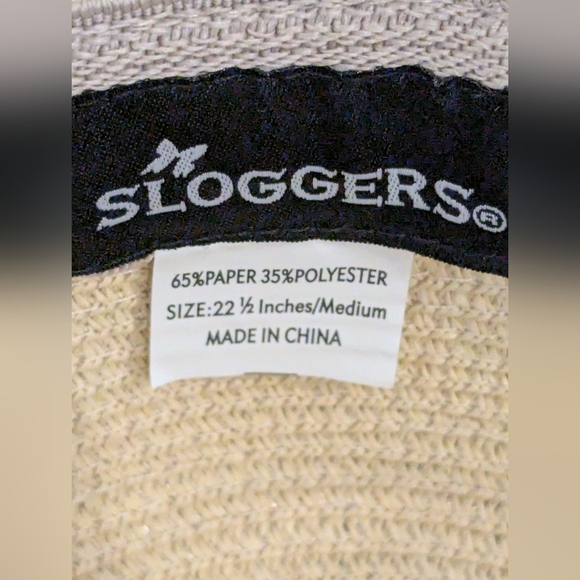 SLOGGERS®
65%PAPER 35%POLYESTER
SIZE:22 ½ Inches/Medium
MADE IN CHINA